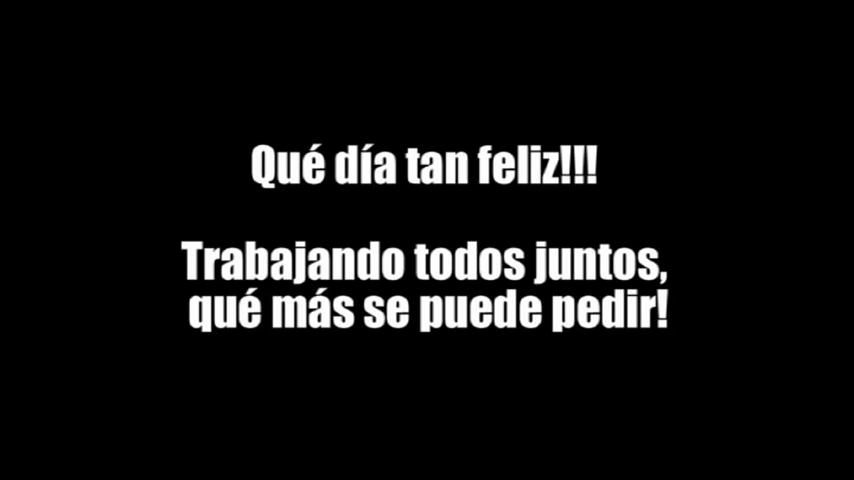 Qué día tan feliz!!!
Trabajando todos juntos,
qué más se puede pedir!